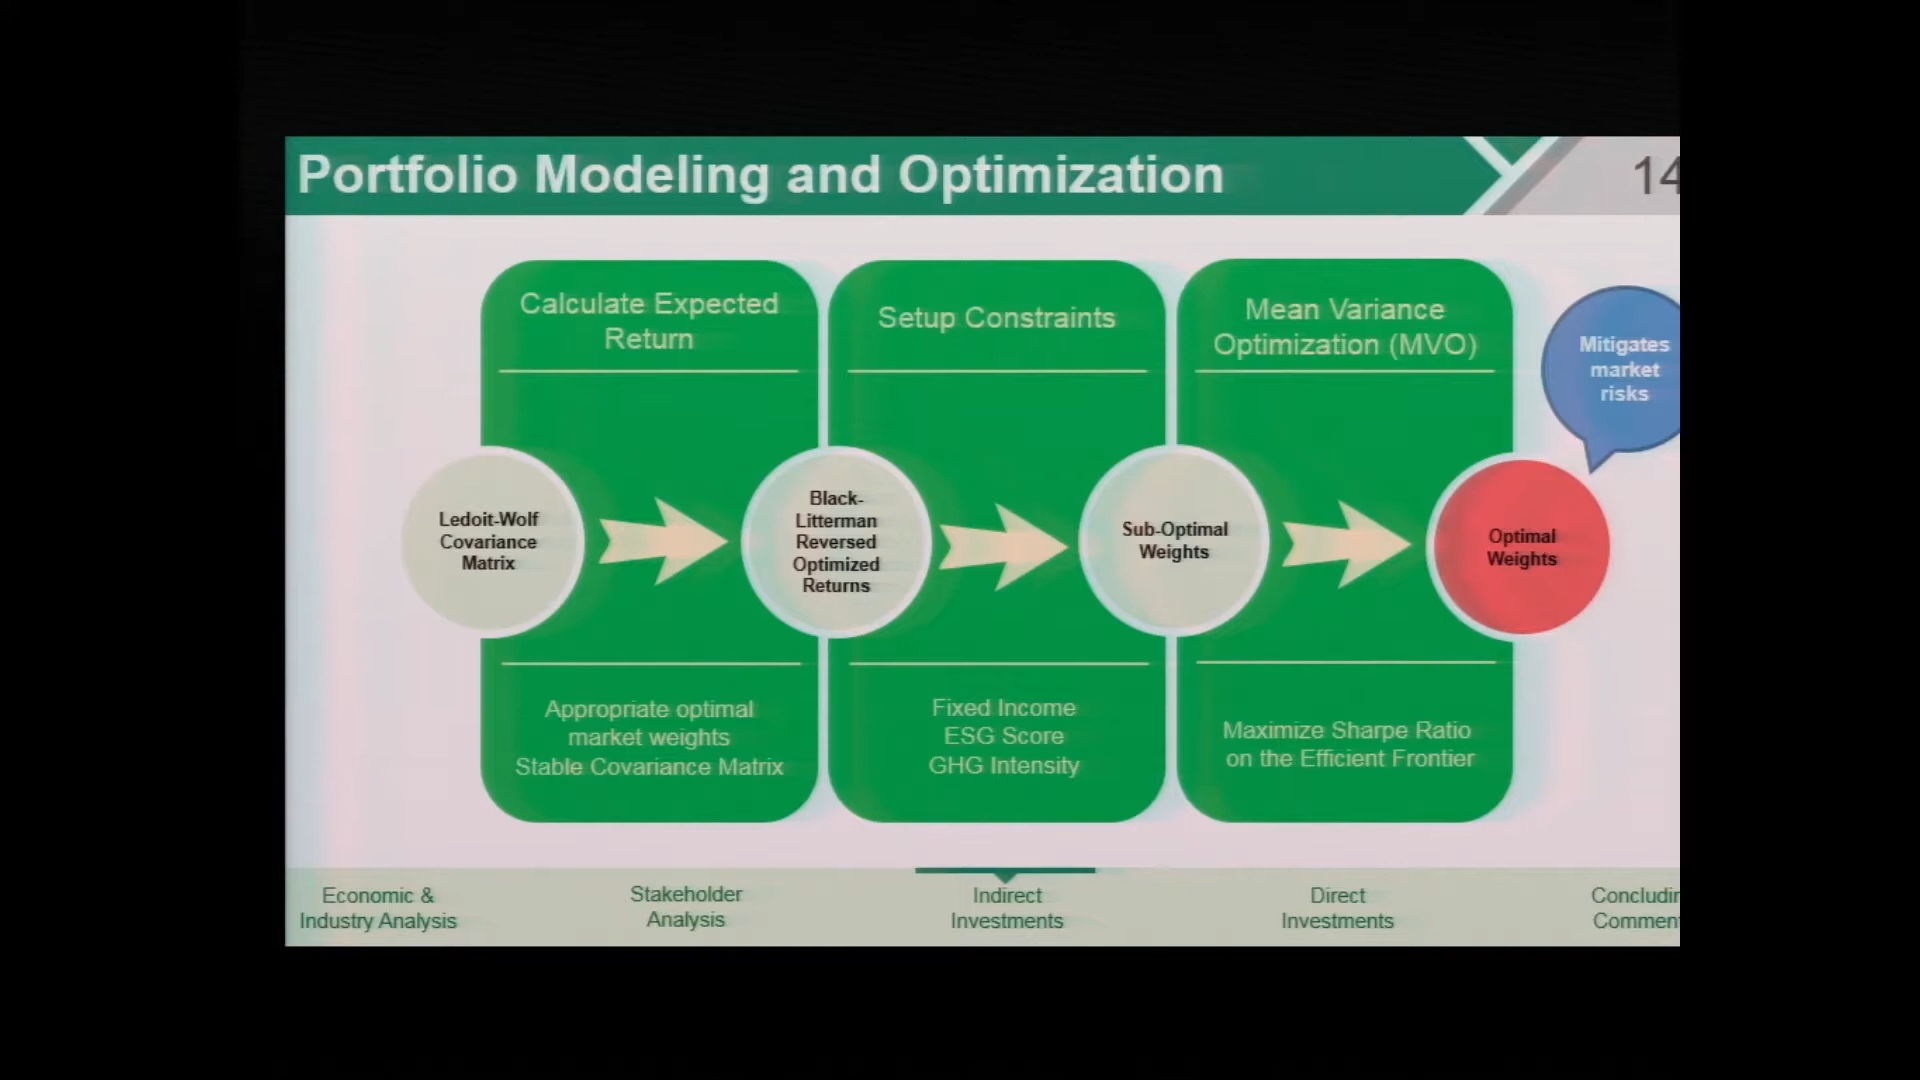 Portfolio Modeling and Optimization
14
Calculate Expected
Return
Setup Constraints
Mean Variance
Optimization (MVO)
Mitigates
market
risks
Ledoit-Wolf
Covariance
Matrix
Black-
Litterman
Reversed
Optimized
Returns
Sub-Optimal
Weights
Optimal
Weights
Appropriate optimal
market weights
Stable Covariance Matrix
Fixed Income
ESG Score
GHG Intensity
Maximize Sharpe Ratio
on the Efficient Frontier
Economic &
Industry Analysis
Stakeholder
Analysis
Indirect
Investments
Direct
Investments